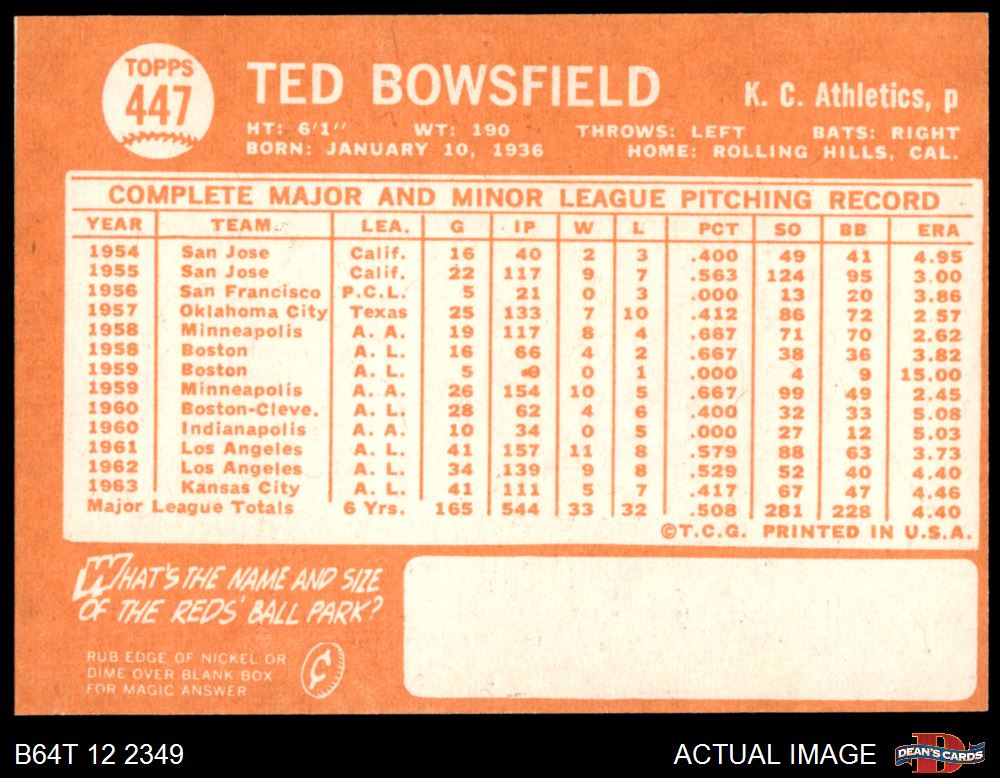 TOPPS
447
TED BOWSFIELD
K. C. Athletics, p
HT: 6'1" WT: 190 THROWS: LEFT BATS: RIGHT
BORN: JANUARY 10, 1936 HOME: ROLLING HILLS, CAL.
COMPLETE MAJOR AND MINOR LEAGUE PITCHING RECORD
YEAR TEAM LEA. G IP W L PCT SO BB ERA
1954 San Jose Calif. 16 40 2 3 .400 49 41 4.95
1955 San Jose Calif. 22 117 9 7 .563 124 95 3.00
1956 San Francisco P.C.L. 5 21 0 3 .000 13 20 3.86
1957 Oklahoma City Texas 25 133 7 10 .412 86 72 2.57
1958 Minneapolis A. A. 19 117 8 4 .667 71 70 2.62
1958 Boston A. L. 16 66 4 2 .667 38 36 3.82
1959 Boston A. L. 5 9 0 1 .000 4 9 15.00
1959 Minneapolis A. A. 26 154 10 5 .667 99 49 2.45
1960 Boston-Cleve. A. L. 28 62 4 6 .400 32 33 5.08
1960 Indianapolis A. A. 10 34 0 5 .000 27 12 5.03
1961 Los Angeles A. L. 41 157 11 8 .579 88 63 3.73
1962 Los Angeles A. L. 34 139 9 8 .529 52 40 4.40
1963 Kansas City A. L. 41 111 5 7 .417 67 47 4.46
Major League Totals 6 Yrs. 165 544 33 32 .508 281 228 4.40
©T.C.G. PRINTED IN U.S.A.
WHAT'S THE NAME AND SIZE
OF THE REDS' BALL PARK?
RUB EDGE OF NICKEL OR
DIME OVER BLANK BOX
FOR MAGIC ANSWER
¢
B64T 12 2349
ACTUAL IMAGE
D
DEAN'S CARDS